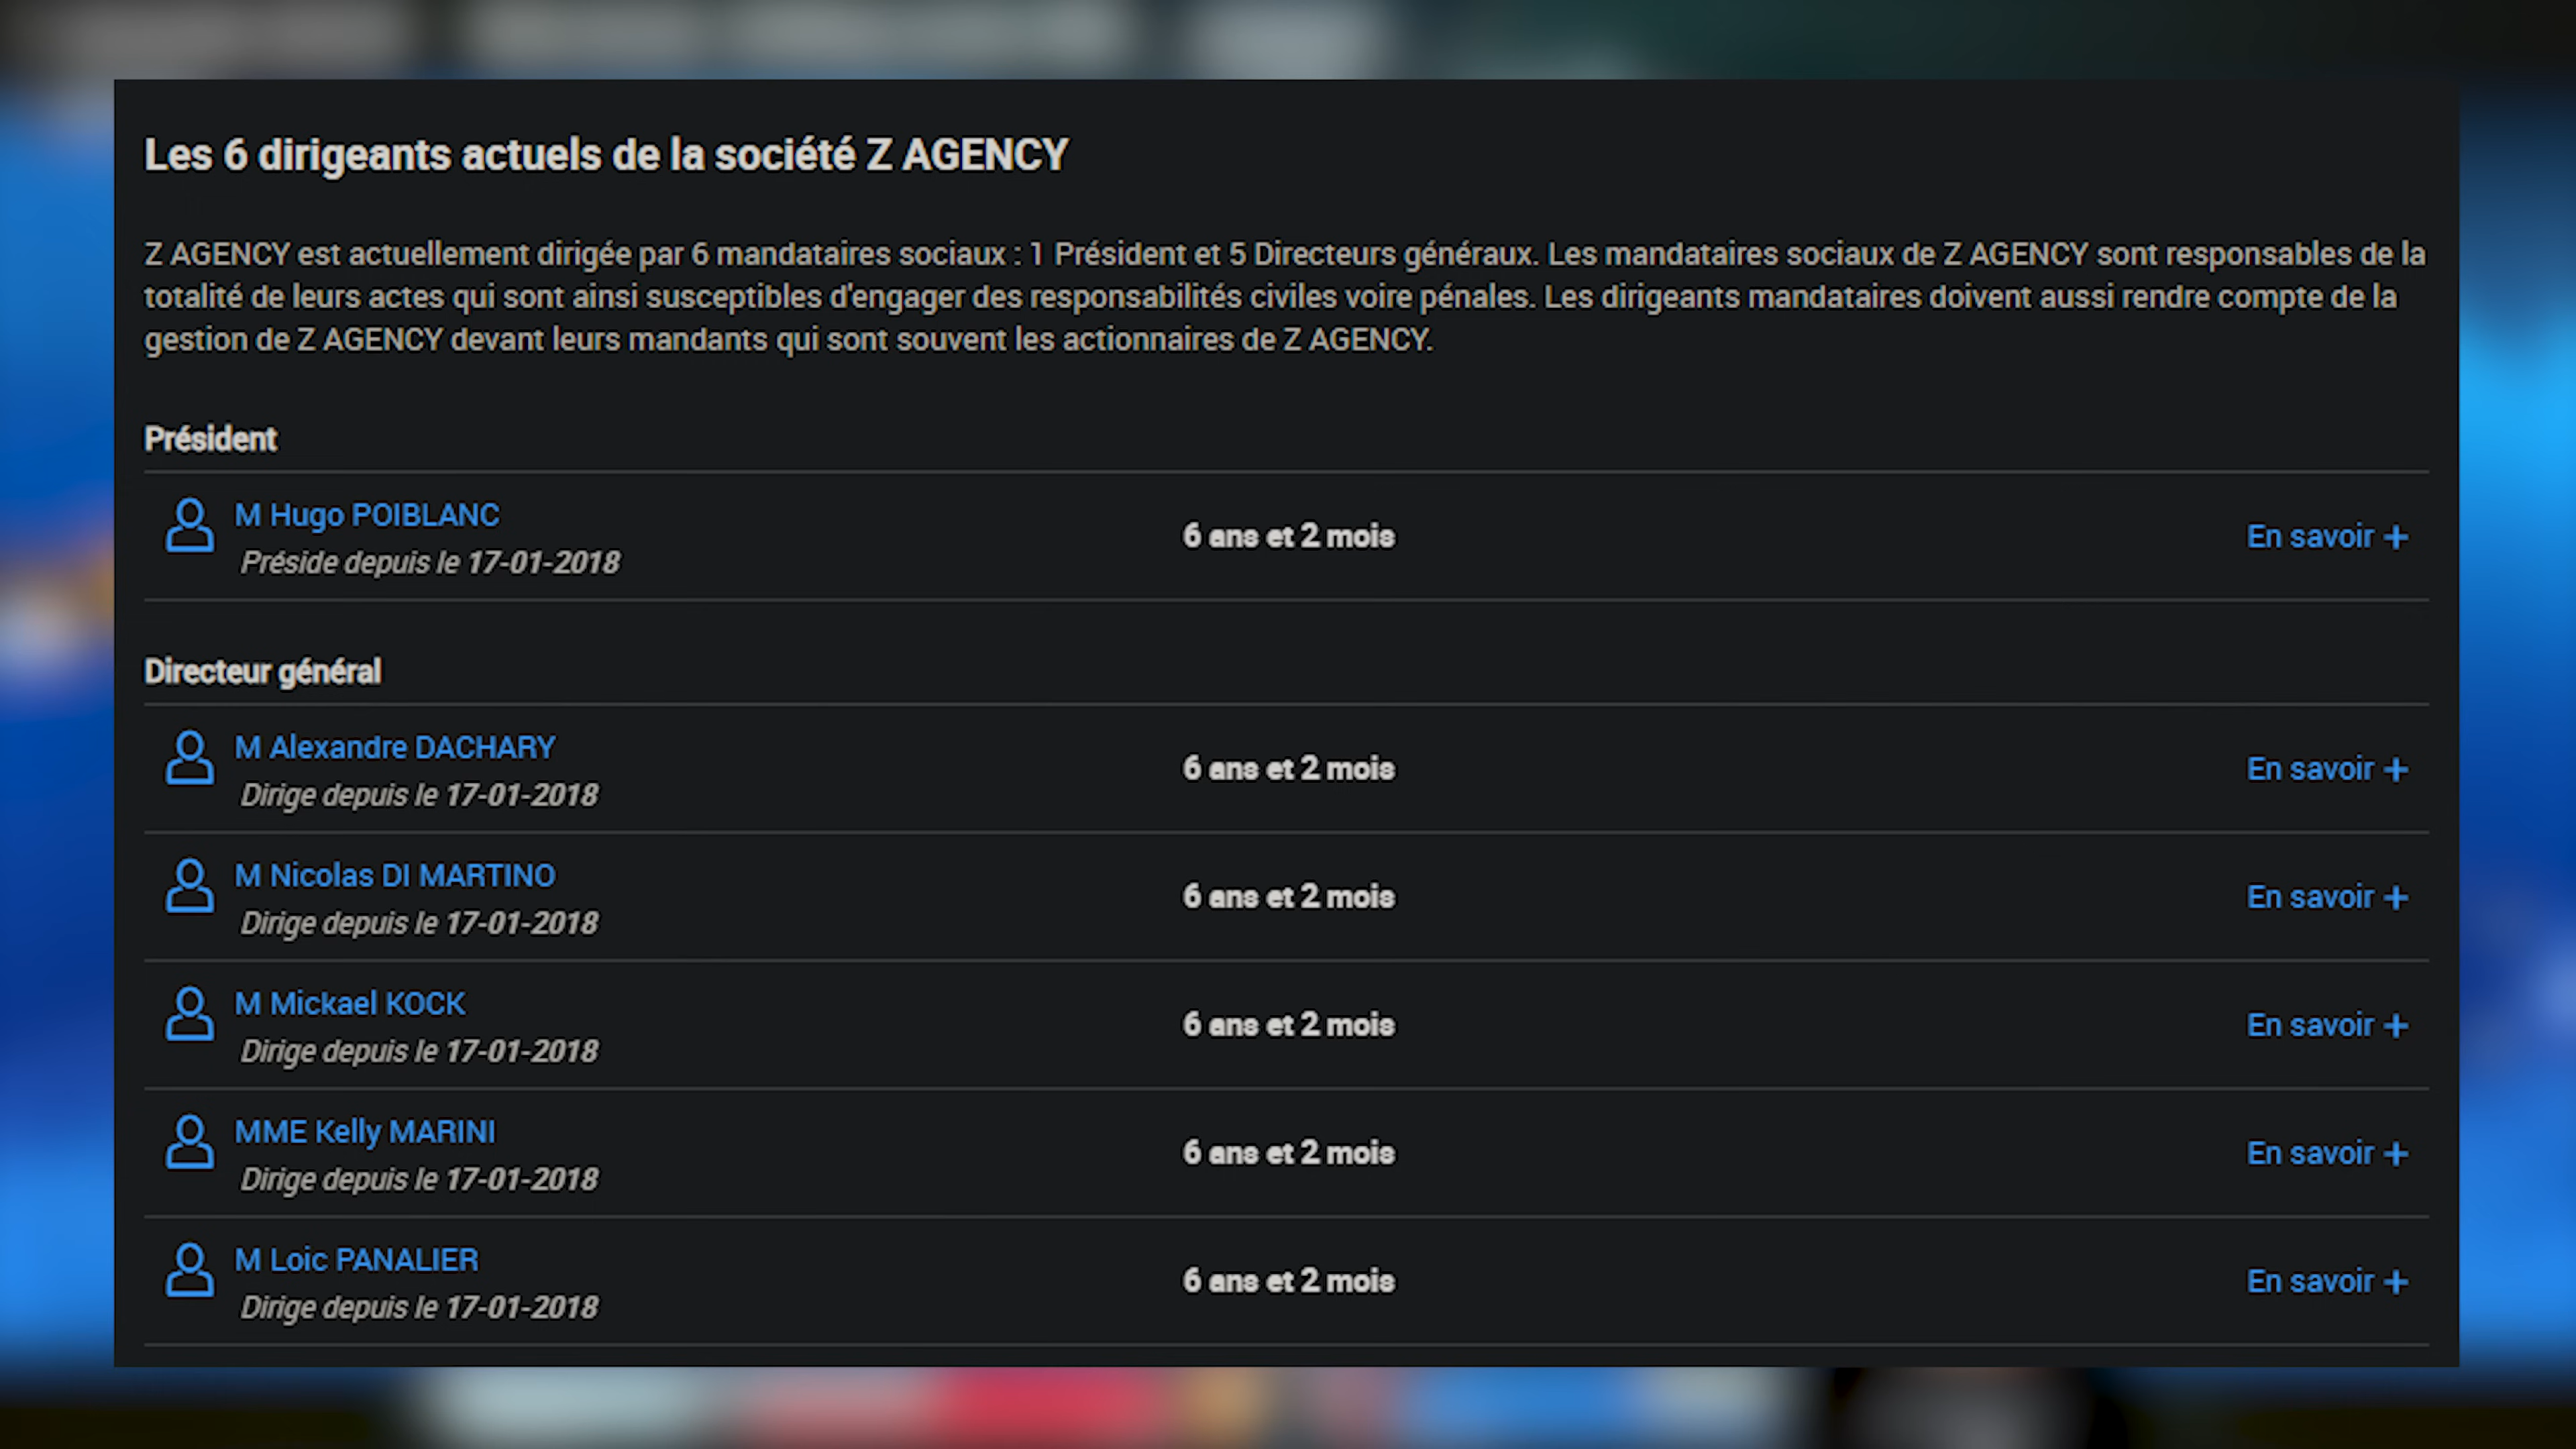 Les 6 dirigeants actuels de la société Z AGENCY
Z AGENCY est actuellement dirigée par 6 mandataires sociaux : 1 Président et 5 Directeurs généraux. Les mandataires sociaux de Z AGENCY sont responsables de la
totalité de leurs actes qui sont ainsi susceptibles d'engager des responsabilités civiles voire pénales. Les dirigeants mandataires doivent aussi rendre compte de la
gestion de Z AGENCY devant leurs mandants qui sont souvent les actionnaires de Z AGENCY.
Président
M Hugo POIBLANC
Préside depuis le 17-01-2018
6 ans et 2 mois
En savoir +
Directeur général
M Alexandre DACHARY
Dirige depuis le 17-01-2018
6 ans et 2 mois
En savoir +
M Nicolas DI MARTINO
Dirige depuis le 17-01-2018
6 ans et 2 mois
En savoir +
M Mickael KOCK
Dirige depuis le 17-01-2018
6 ans et 2 mois
En savoir +
MME Kelly MARINI
Dirige depuis le 17-01-2018
6 ans et 2 mois
En savoir +
M Loic PANALIER
Dirige depuis le 17-01-2018
6 ans et 2 mois
En savoir +